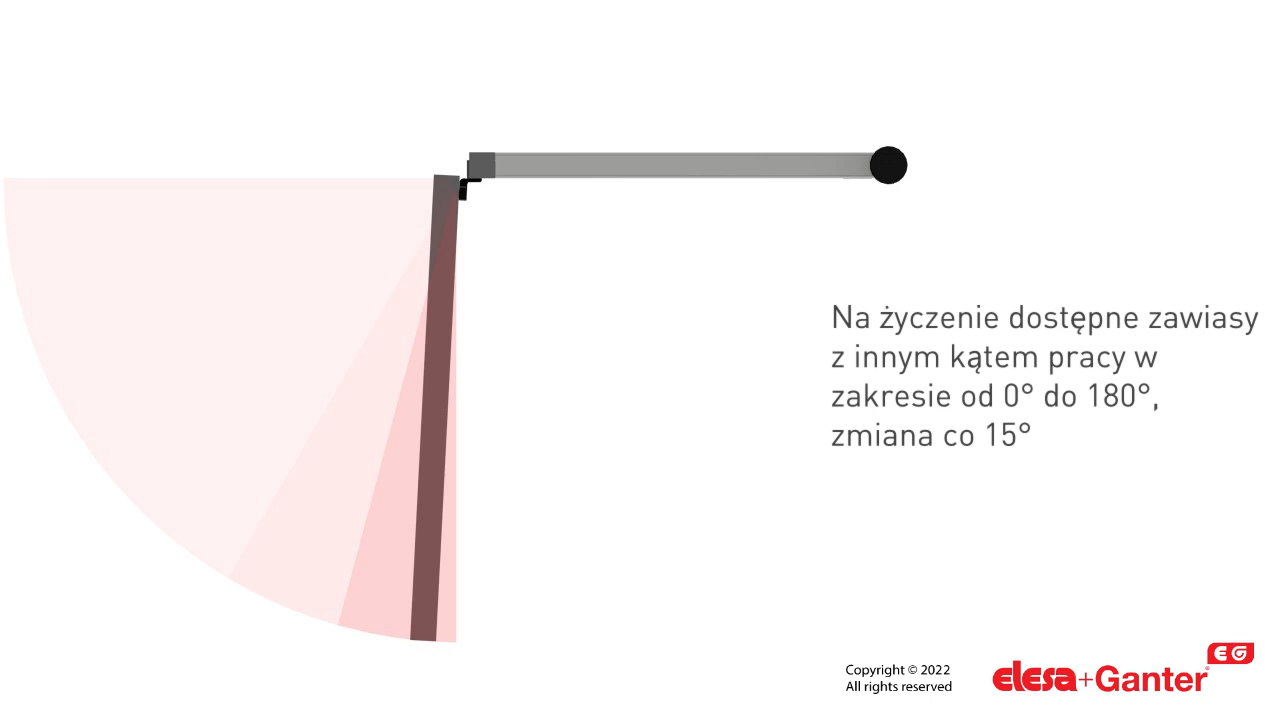 Na życzenie dostępne zawiasy
z innym kątem pracy w
zakresie od 0° do 180°,
zmiana co 15°
Copyright © 2022
All rights reserved
EG
elesa+Ganter®